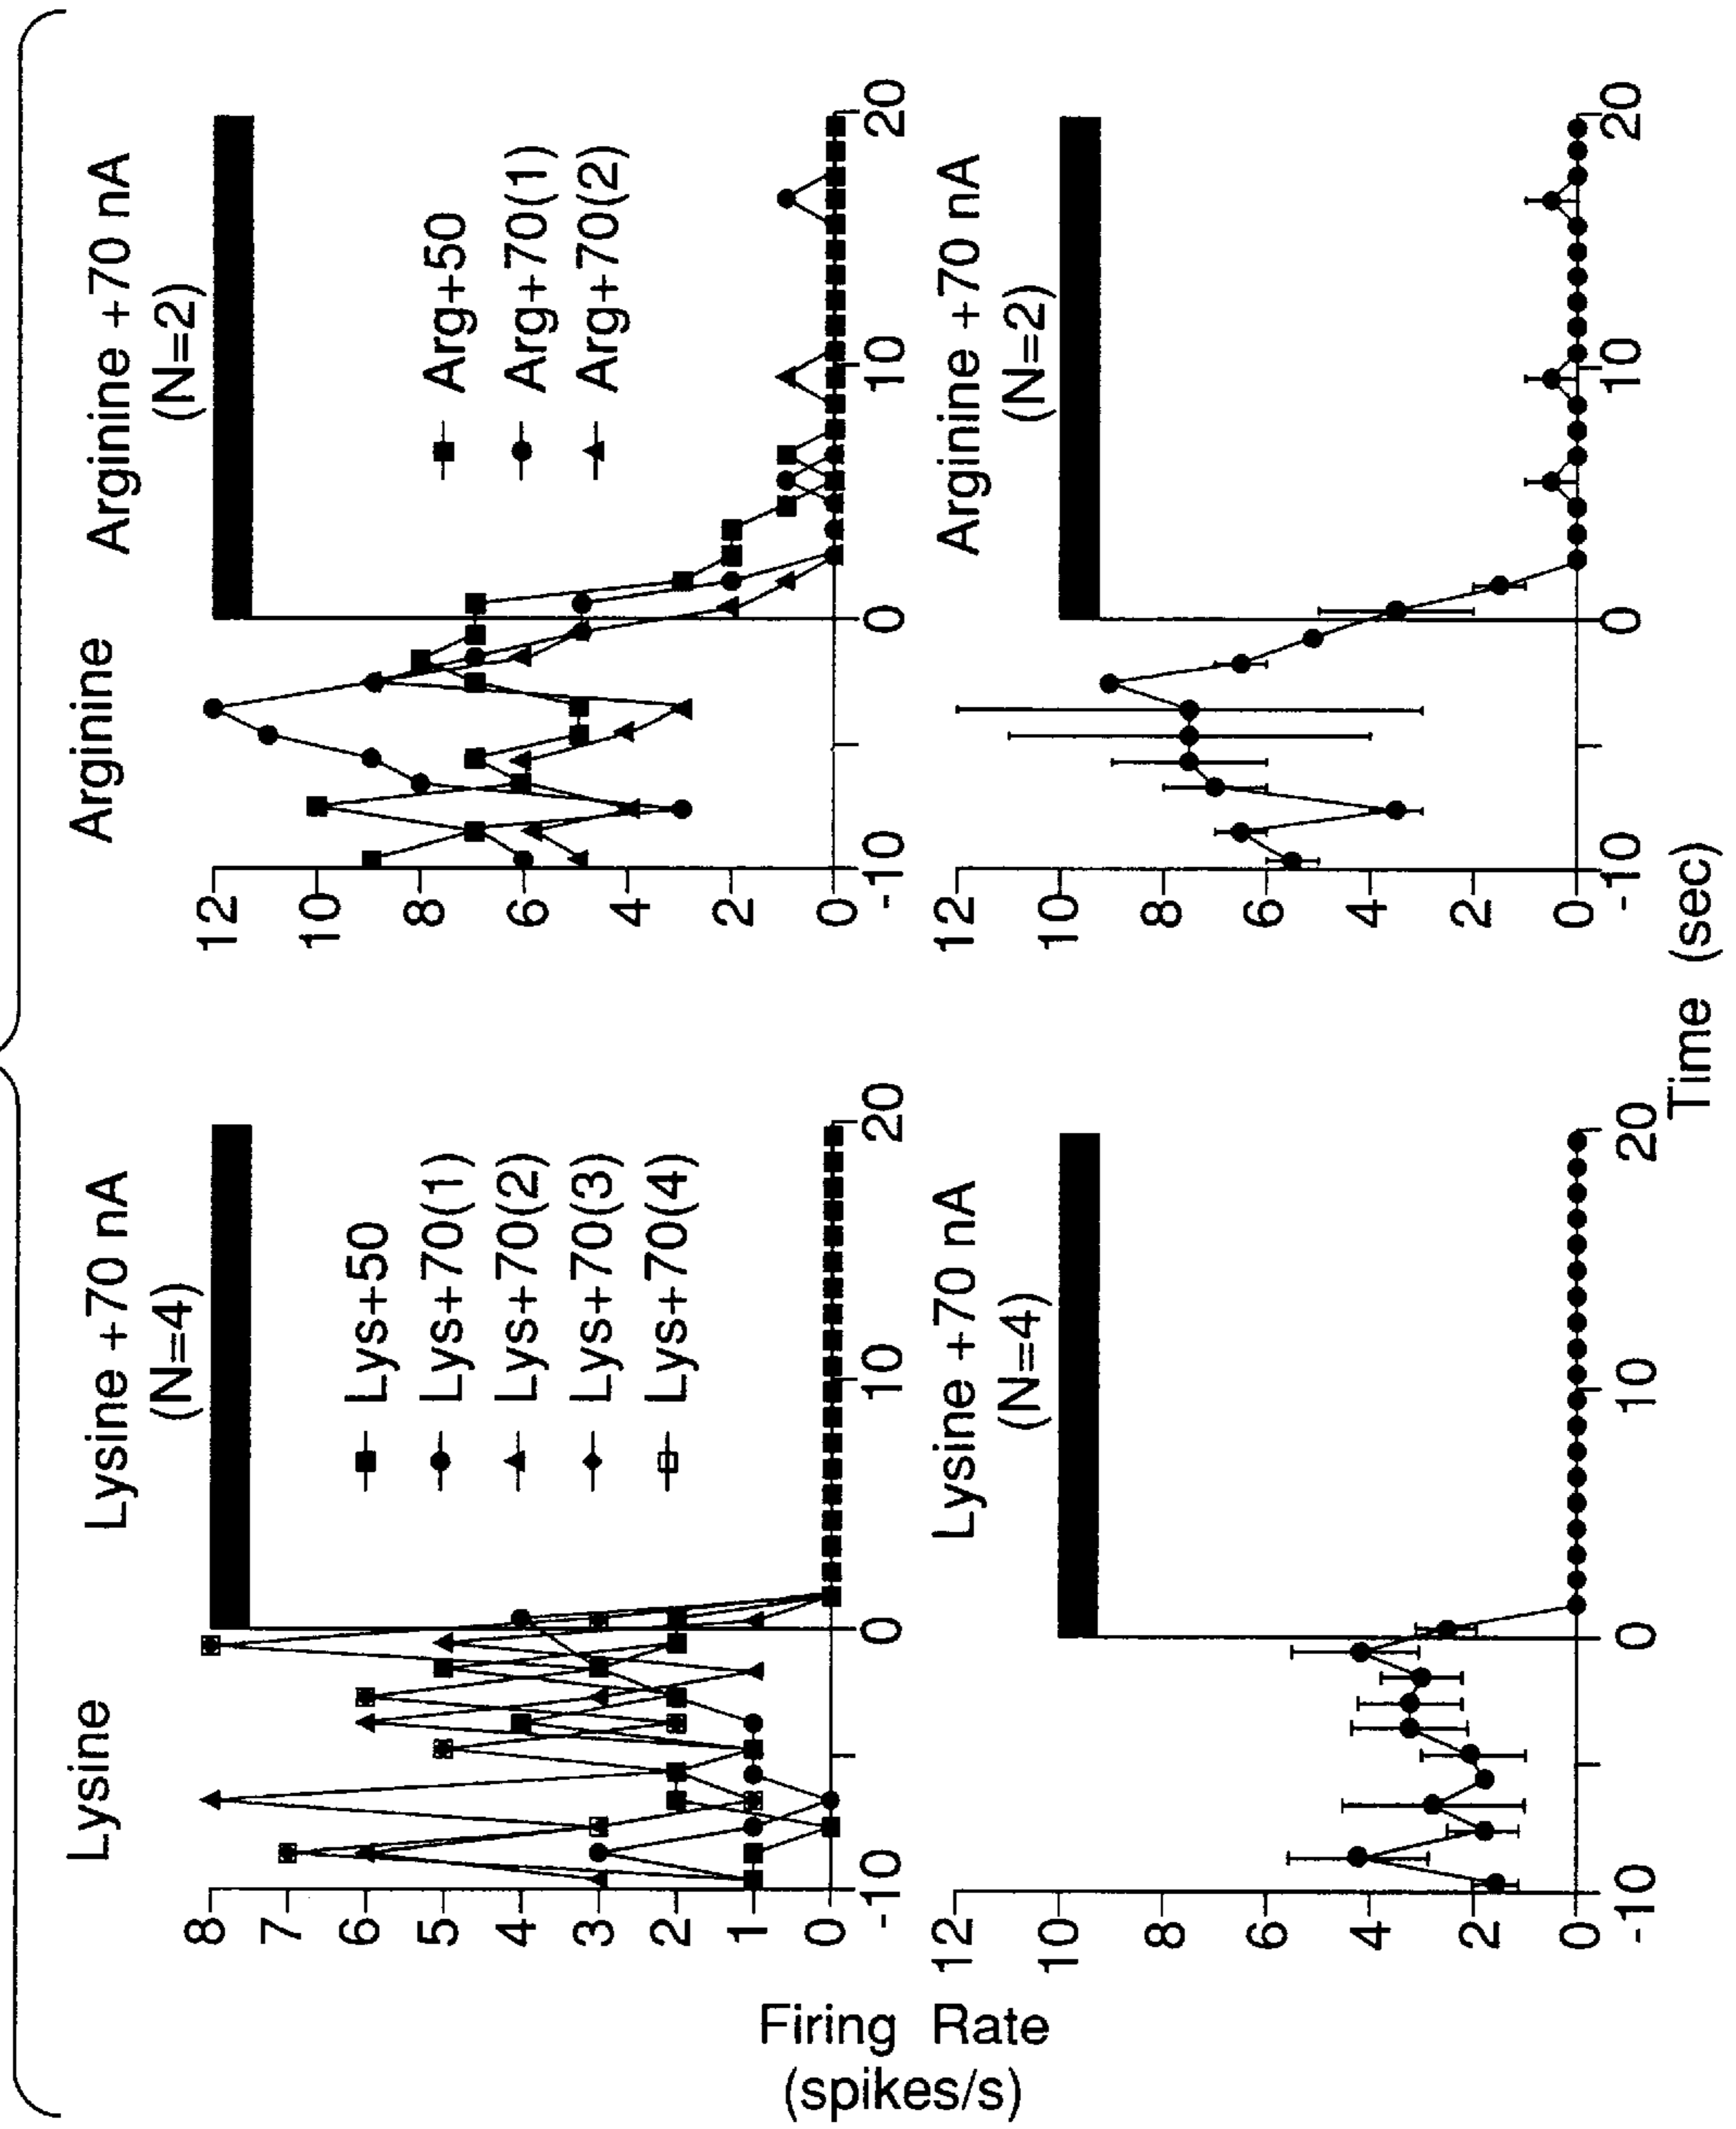 Lysine
Lysine +70 nA
(N=4)
8
7
6
5
4
3
2
1
0
Lys+50
Lys+70(1)
Lys+70(2)
Lys+70(3)
Lys+70(4)
-10
0
10
20
Arginine
Arginine +70 nA
(N=2)
12
10
8
6
4
2
0
Arg+50
Arg+70(1)
Arg+70(2)
-10
0
10
20
Firing Rate
(spikes/s)
Lysine +70 nA
(N=4)
12
10
8
6
4
2
0
-10
0
10
20
Arginine +70 nA
(N=2)
12
10
8
6
4
2
0
-10
0
10
20
Time (sec)